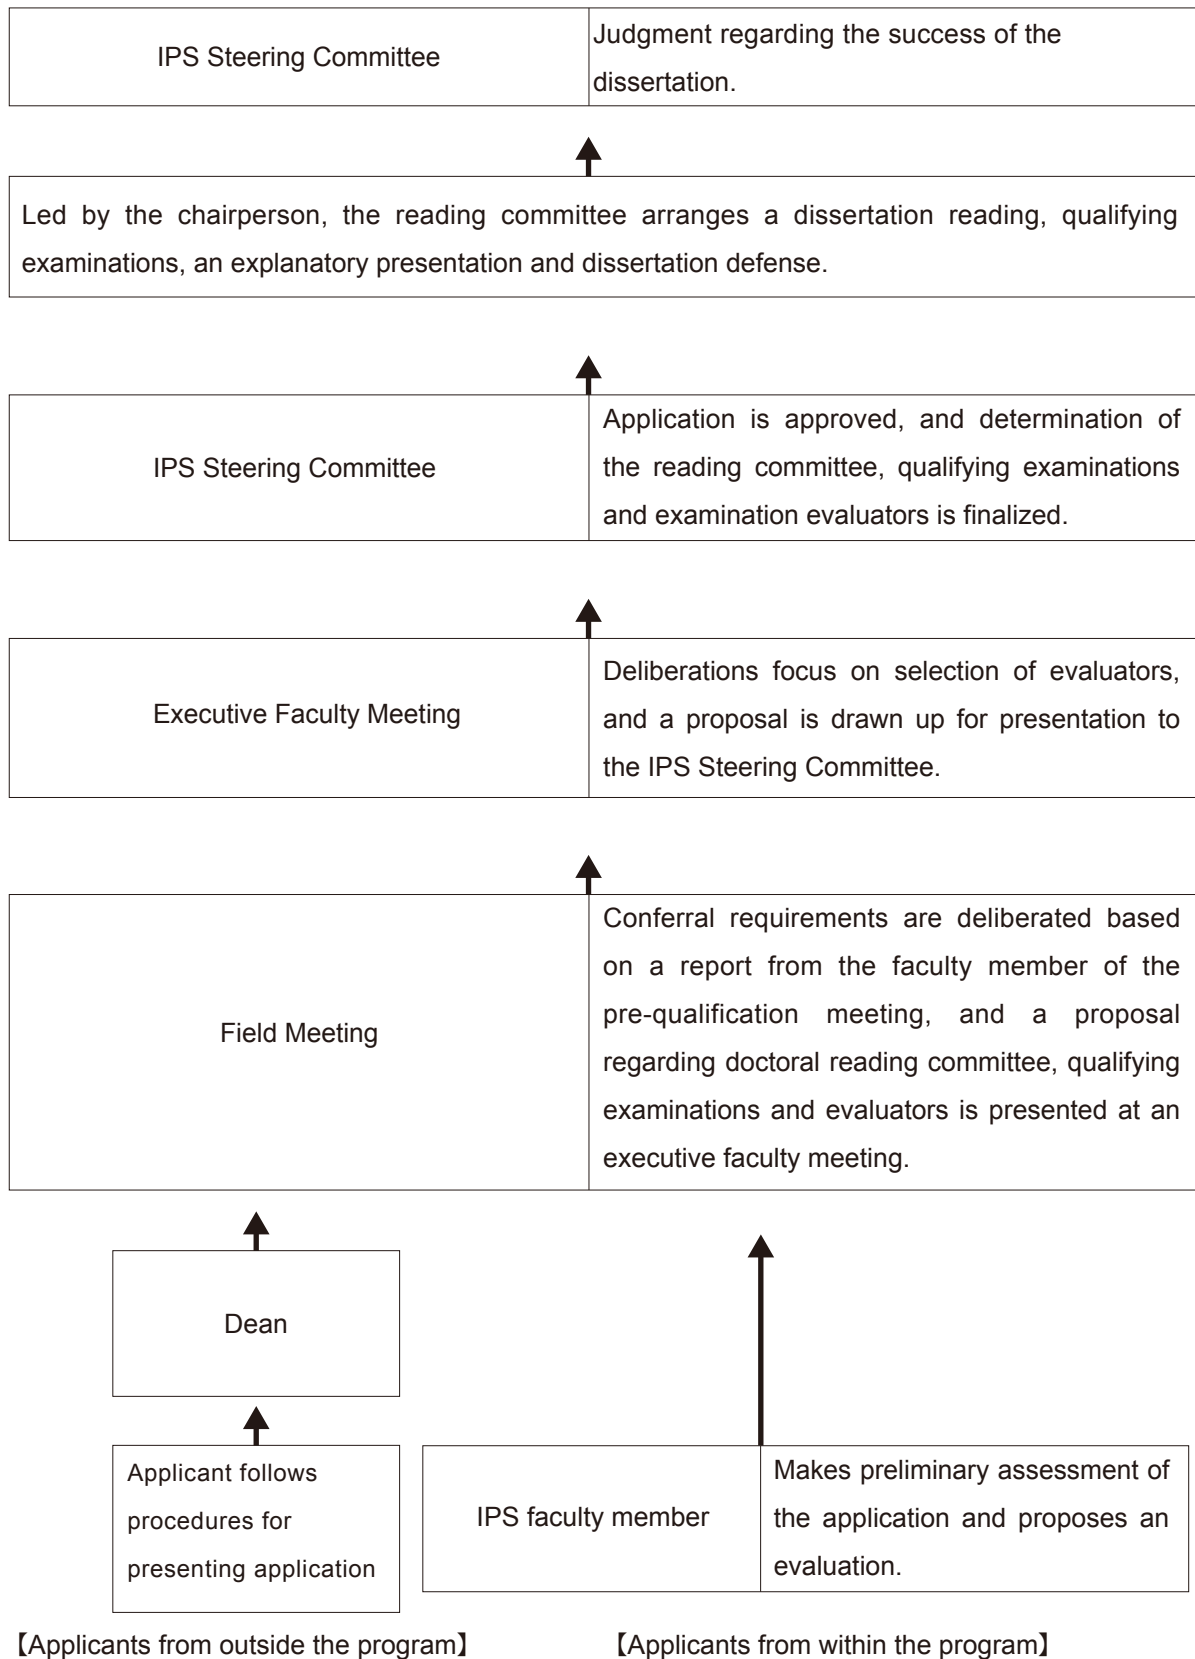 IPS Steering Committee
Judgment regarding the success of the
dissertation.
Led by the chairperson, the reading committee arranges a dissertation reading, qualifying
examinations, an explanatory presentation and dissertation defense.
IPS Steering Committee
Application is approved, and determination of
the reading committee, qualifying examinations
and examination evaluators is finalized.
Executive Faculty Meeting
Deliberations focus on selection of evaluators,
and a proposal is drawn up for presentation to
the IPS Steering Committee.
Field Meeting
Conferral requirements are deliberated based
on a report from the faculty member of the
pre-qualification meeting, and a proposal
regarding doctoral reading committee, qualifying
examinations and evaluators is presented at an
executive faculty meeting.
Dean
Applicant follows
procedures for
presenting application
IPS faculty member
Makes preliminary assessment of
the application and proposes an
evaluation.
【Applicants from outside the program】
【Applicants from within the program】